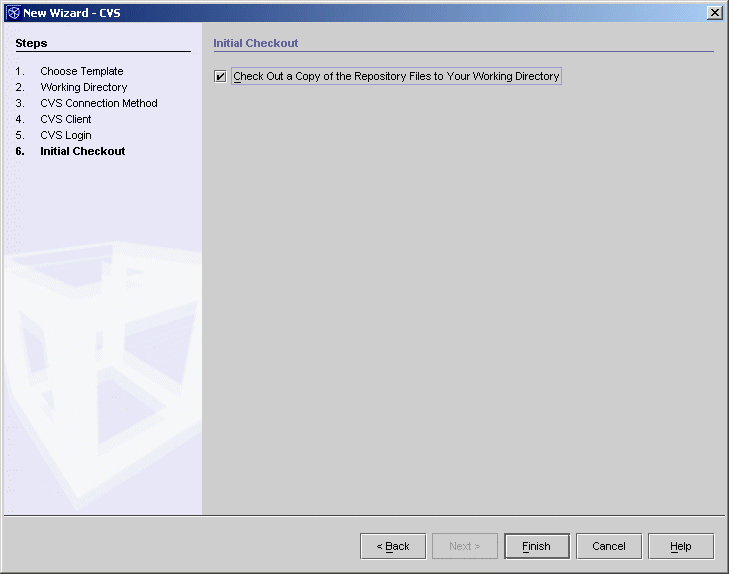 New Wizard - CVS
Steps
1. Choose Template
2. Working Directory
3. CVS Connection Method
4. CVS Client
5. CVS Login
6. Initial Checkout
Initial Checkout
Check Out a Copy of the Repository Files to Your Working Directory
< Back
Next >
Finish
Cancel
Help